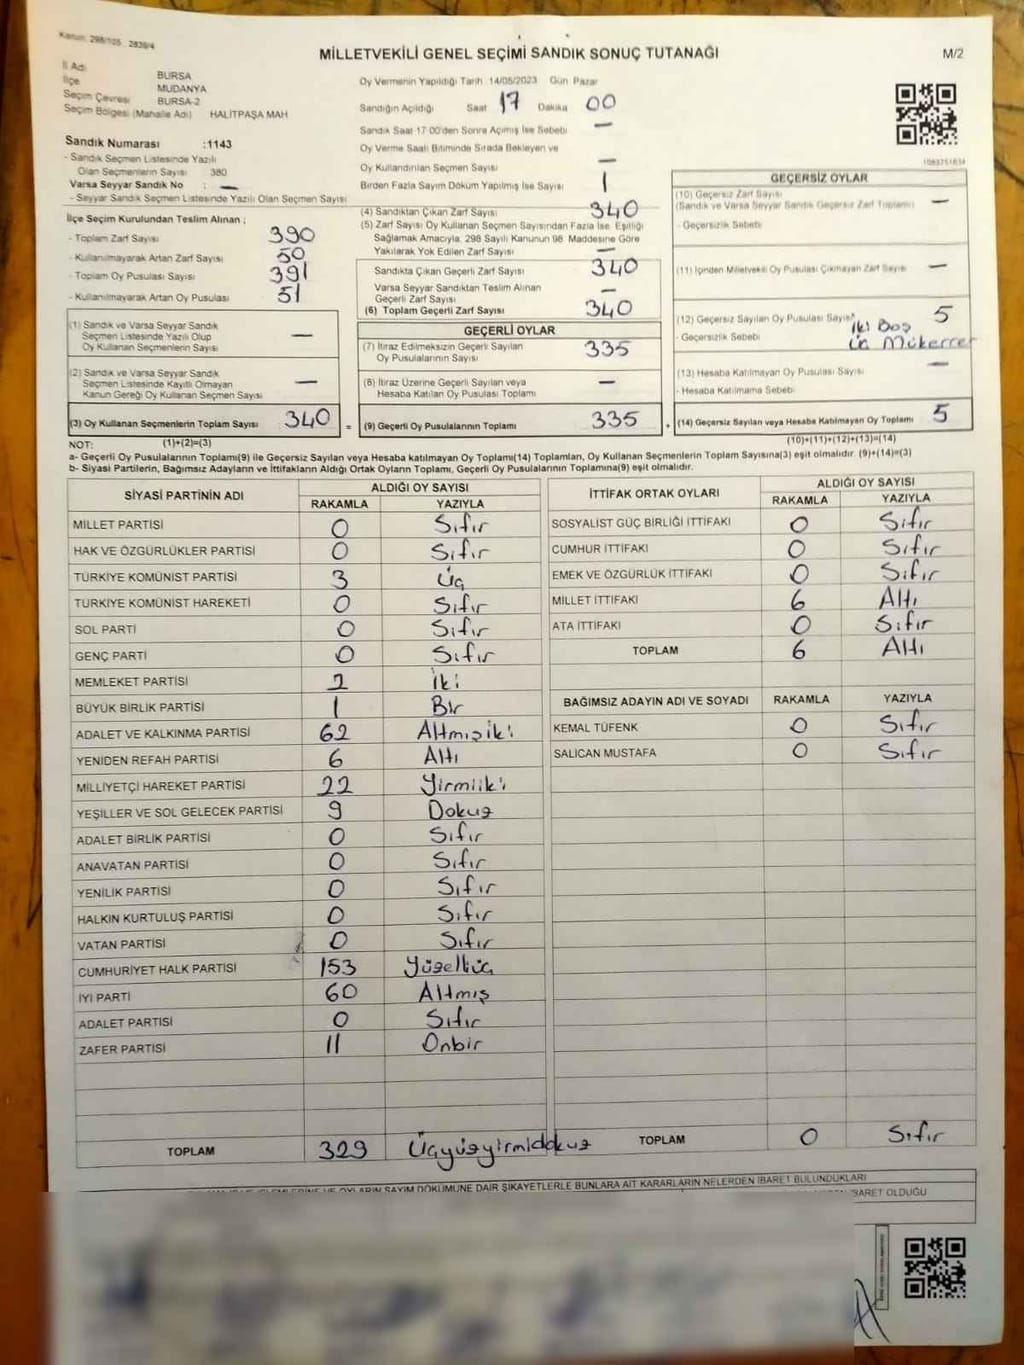 Kanun: 298/105 2839/4
MİLLETVEKİLİ GENEL SEÇİMİ SANDIK SONUÇ TUTANAĞI
M/2
İl Adı BURSA
İlçe MUDANYA
Seçim Çevresi BURSA-2
Seçim Bölgesi (Mahalle Adı) HALİTPAŞA MAH
Sandık Numarası :1143
- Sandık Seçmen Listesinde Yazılı
Olan Seçmenlerin Sayısı 380
Varsa Seyyar Sandık No : —
- Seyyar Sandık Seçmen Listesinde Yazılı Olan Seçmen Sayısı
Oy Vermenin Yapıldığı Tarih 14/05/2023 Gün Pazar
Sandığın Açıldığı Saat 17 Dakika 00
Sandık Saat 17.00'den Sonra Açılmış İse Sebebi —
Oy Verme Saati Bitiminde Sırada Bekleyen ve
Oy Kullandırılan Seçmen Sayısı —
Birden Fazla Sayım Döküm Yapılmış İse Sayısı 1
İlçe Seçim Kurulundan Teslim Alınan ;
- Toplam Zarf Sayısı 390
- Kullanılmayarak Artan Zarf Sayısı 50
- Toplam Oy Pusulası Sayısı 391
- Kullanılmayarak Artan Oy Pusulası 51
(4) Sandıktan Çıkan Zarf Sayısı 340
(5) Zarf Sayısı Oy Kullanan Seçmen Sayısından Fazla İse, Eşitliği
Sağlamak Amacıyla, 298 Sayılı Kanunun 98. Maddesine Göre
Yakılarak Yok Edilen Zarf Sayısı —
Sandıkta Çıkan Geçerli Zarf Sayısı 340
Varsa Seyyar Sandıktan Teslim Alınan
Geçerli Zarf Sayısı —
(6) Toplam Geçerli Zarf Sayısı 340
GEÇERSİZ OYLAR
(10) Geçersiz Zarf Sayısı
(Sandık ve Varsa Seyyar Sandık Geçersiz Zarf Toplamı) —
- Geçersizlik Sebebi
(11) İçinden Milletvekili Oy Pusulası Çıkmayan Zarf Sayısı —
(12) Geçersiz Sayılan Oy Pusulası Sayısı 5
- Geçersizlik Sebebi İki Boş
üç Mükerrer
(13) Hesaba Katılmayan Oy Pusulası Sayısı —
- Hesaba Katılmama Sebebi
(14) Geçersiz Sayılan veya Hesaba Katılmayan Oy Toplamı 5
(10)+(11)+(12)+(13)=(14)
(1) Sandık ve Varsa Seyyar Sandık
Seçmen Listesinde Yazılı Olup
Oy Kullanan Seçmenlerin Sayısı —
(2) Sandık ve Varsa Seyyar Sandık
Seçmen Listesinde Kayıtlı Olmayan
Kanun Gereği Oy Kullanan Seçmen Sayısı —
(3) Oy Kullanan Seçmenlerin Toplam Sayısı 340 =
GEÇERLİ OYLAR
(7) İtiraz Edilmeksizin Geçerli Sayılan
Oy Pusulalarının Sayısı 335
(8) İtiraz Üzerine Geçerli Sayılan veya
Hesaba Katılan Oy Pusulası Toplamı —
(9) Geçerli Oy Pusulalarının Toplamı 335 +
NOT: (1)+(2)=(3)
a- Geçerli Oy Pusulasının Toplamı(9) ile Geçersiz Sayılan veya Hesaba Katılmayan Oy Toplamı(14) Toplamları, Oy Kullanan Seçmenlerin Toplam Sayısına(3) eşit olmalıdır. (9)+(14)=(3)
b- Siyasi Partilerin, Bağımsız Adayların ve İttifakların Aldığı Ortak Oyların Toplamı, Geçerli Oy Pusulalarının Toplamına(9) eşit olmalıdır.
SİYASİ PARTİNİN ADI ALDIĞI OY SAYISI
RAKAMLA YAZIYLA
MİLLET PARTİSİ 0 Sıfır
HAK VE ÖZGÜRLÜKLER PARTİSİ 0 Sıfır
TÜRKİYE KOMÜNİST PARTİSİ 3 Üç
TÜRKİYE KOMÜNİST HAREKETİ 0 Sıfır
SOL PARTİ 0 Sıfır
GENÇ PARTİ 0 Sıfır
MEMLEKET PARTİSİ 2 İki
BÜYÜK BİRLİK PARTİSİ 1 Bir
ADALET VE KALKINMA PARTİSİ 62 Altmışiki
YENİDEN REFAH PARTİSİ 6 Altı
MİLLİYETÇİ HAREKET PARTİSİ 22 Yirmiiki
YEŞİLLER VE SOL GELECEK PARTİSİ 9 Dokuz
ADALET BİRLİK PARTİSİ 0 Sıfır
ANAVATAN PARTİSİ 0 Sıfır
YENİLİK PARTİSİ 0 Sıfır
HALKIN KURTULUŞ PARTİSİ 0 Sıfır
VATAN PARTİSİ 0 Sıfır
CUMHURİYET HALK PARTİSİ 153 Yüzelliüç
İYİ PARTİ 60 Altmış
ADALET PARTİSİ 0 Sıfır
ZAFER PARTİSİ 11 Onbir
TOPLAM 329 Üçyüzyirmidokuz
İTTİFAK ORTAK OYLARI ALDIĞI OY SAYISI
RAKAMLA YAZIYLA
SOSYALİST GÜÇ BİRLİĞİ İTTİFAKI 0 Sıfır
CUMHUR İTTİFAKI 0 Sıfır
EMEK VE ÖZGÜRLÜK İTTİFAKI 0 Sıfır
MİLLET İTTİFAKI 6 Altı
ATA İTTİFAKI 0 Sıfır
TOPLAM 6 Altı
BAĞIMSIZ ADAYIN ADI VE SOYADI RAKAMLA YAZIYLA
KEMAL TÜFENK 0 Sıfır
SALİCAN MUSTAFA 0 Sıfır
TOPLAM 0 Sıfır
OYLARIN SAYIM DÖKÜMÜNE DAİR ŞİKAYETLERLE BUNLARA AİT KARARLARIN NELERDEN İBARET BULUNDUKLARI
İBARET OLDUĞU